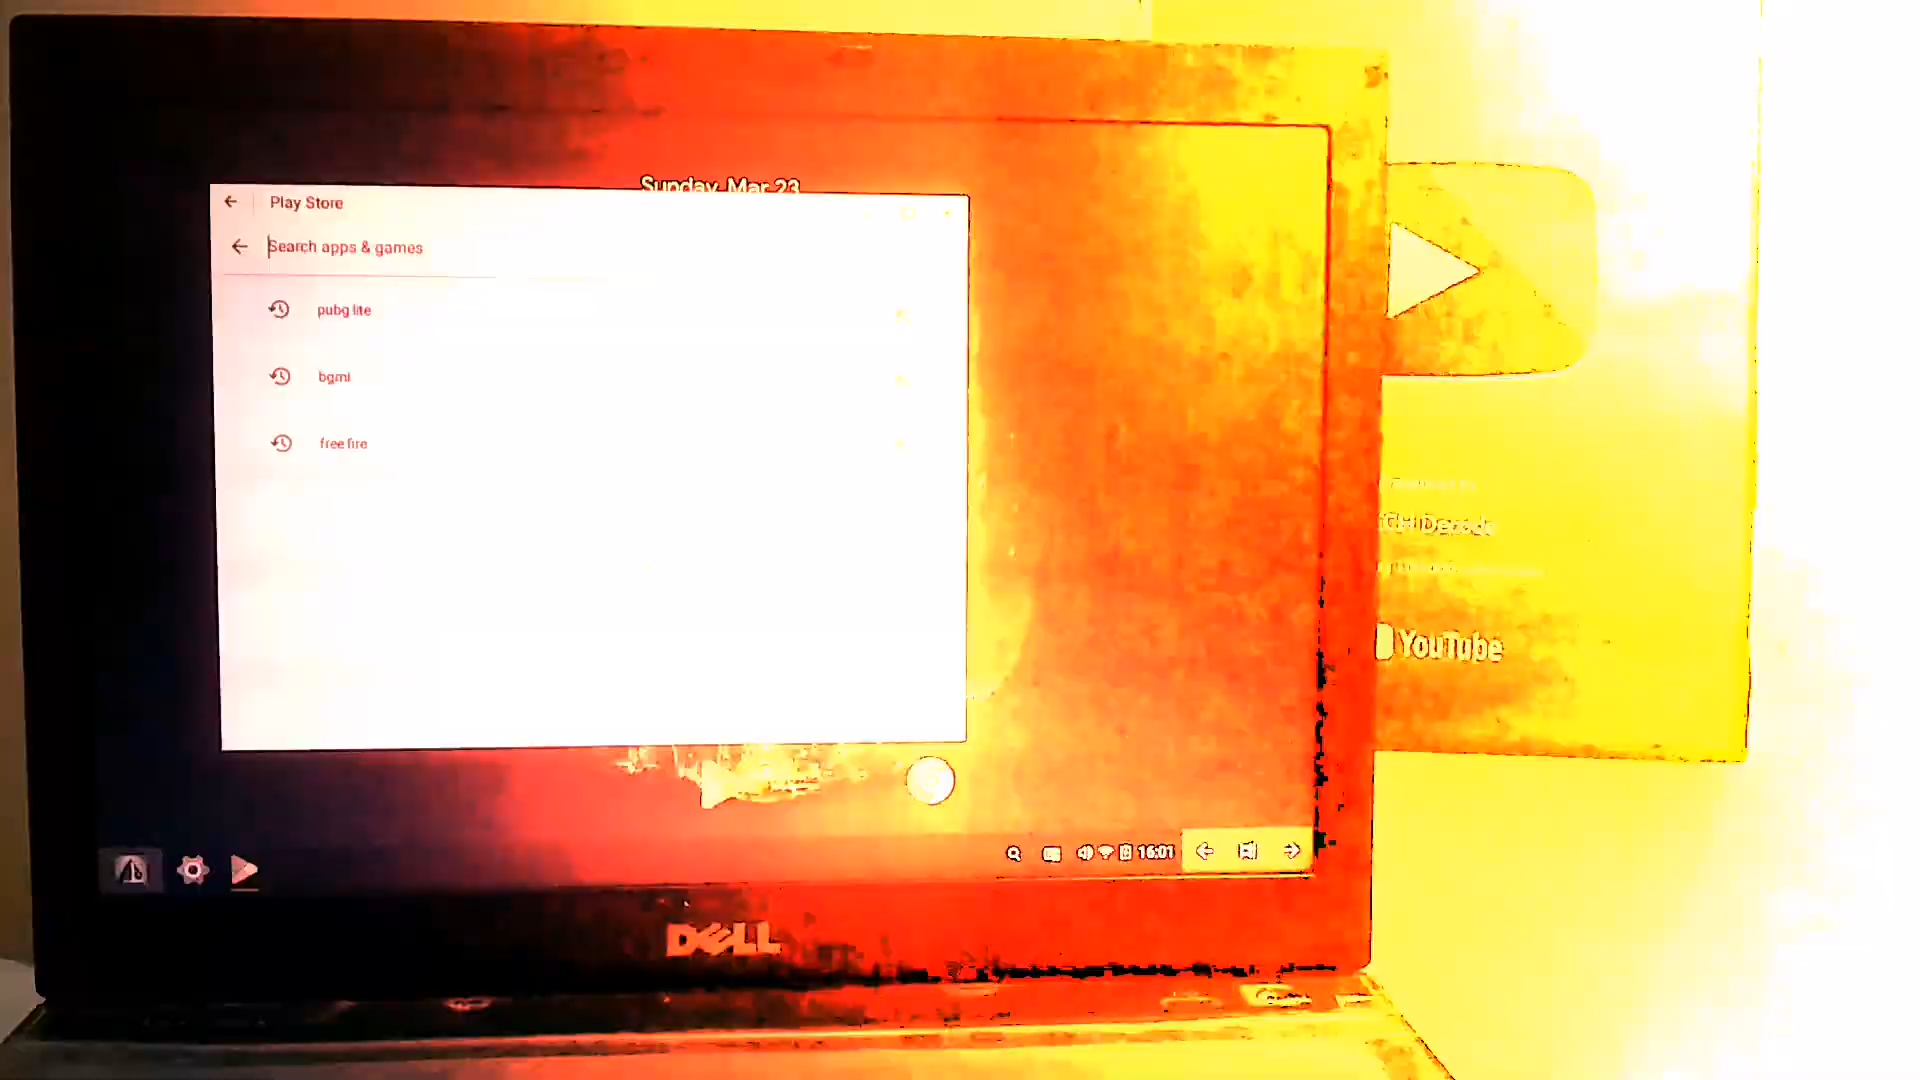 Sunday, Mar 23
Play Store
Search apps & games
pubg lite
bgmi
free fire
16:01
DELL
YouTube